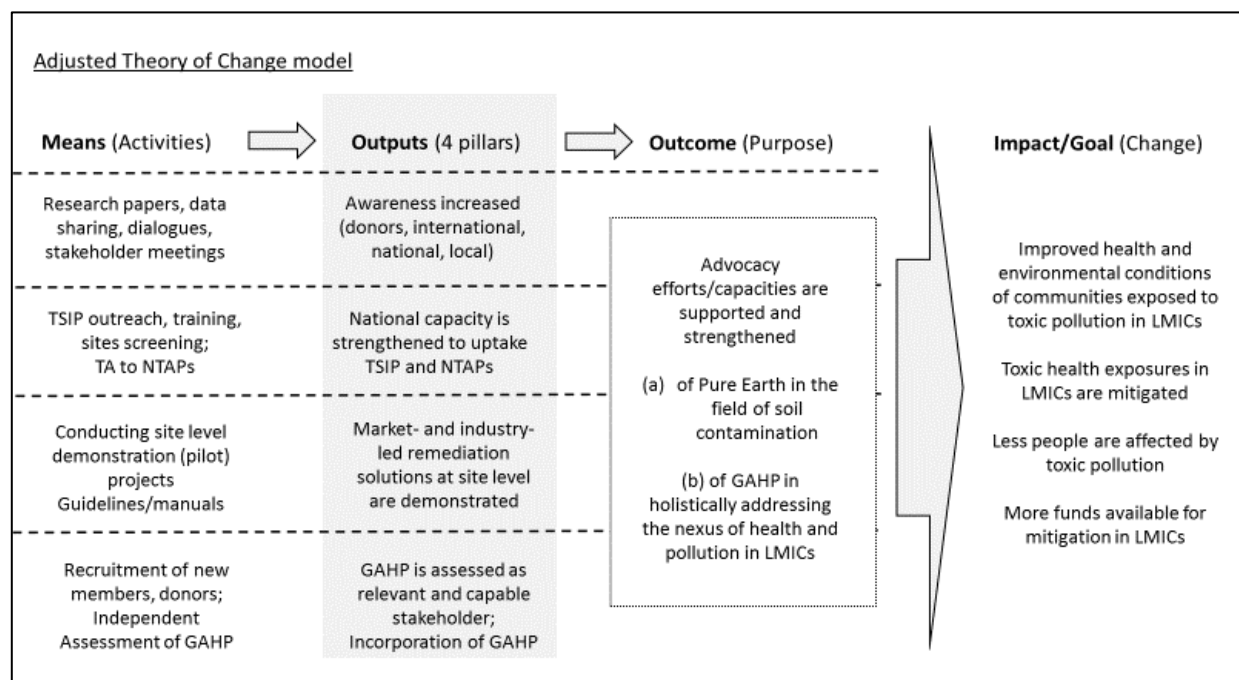 Adjusted Theory of Change model
Means (Activities)
Outputs (4 pillars)
Outcome (Purpose)
Impact/Goal (Change)
Research papers, data
sharing, dialogues,
stakeholder meetings
Awareness increased
(donors, international,
national, local)
TSIP outreach, training,
sites screening;
TA to NTAPs
National capacity is
strengthened to uptake
TSIP and NTAPs
Conducting site level
demonstration (pilot)
projects
Guidelines/manuals
Market- and industry-
led remediation
solutions at site level
are demonstrated
Recruitment of new
members, donors;
Independent
Assessment of GAHP
GAHP is assessed as
relevant and capable
stakeholder;
Incorporation of GAHP
Advocacy
efforts/capacities are
supported and
strengthened
(a) of Pure Earth in the
field of soil
contamination
(b) of GAHP in
holistically addressing
the nexus of health and
pollution in LMICs
Improved health and
environmental conditions
of communities exposed to
toxic pollution in LMICs
Toxic health exposures in
LMICs are mitigated
Less people are affected by
toxic pollution
More funds available for
mitigation in LMICs